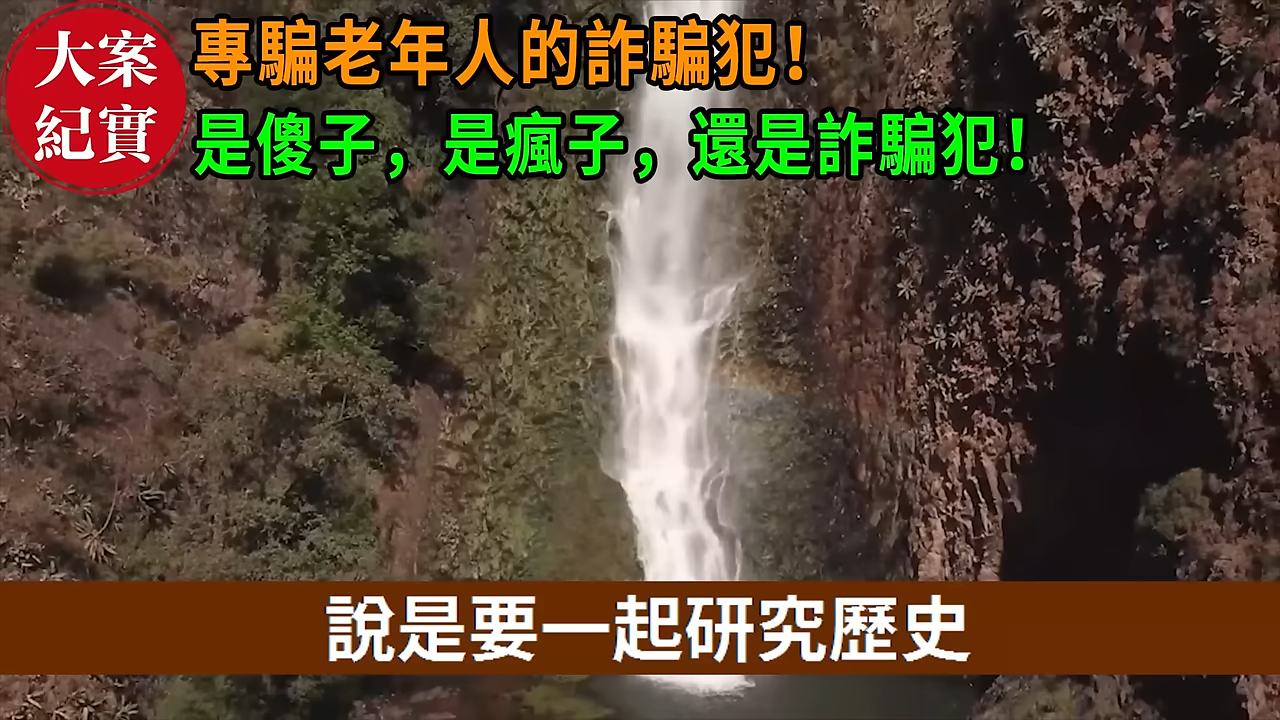 大案
紀實
專騙老年人的詐騙犯！
是傻子，是瘋子，還是詐騙犯！
說是要一起研究歷史